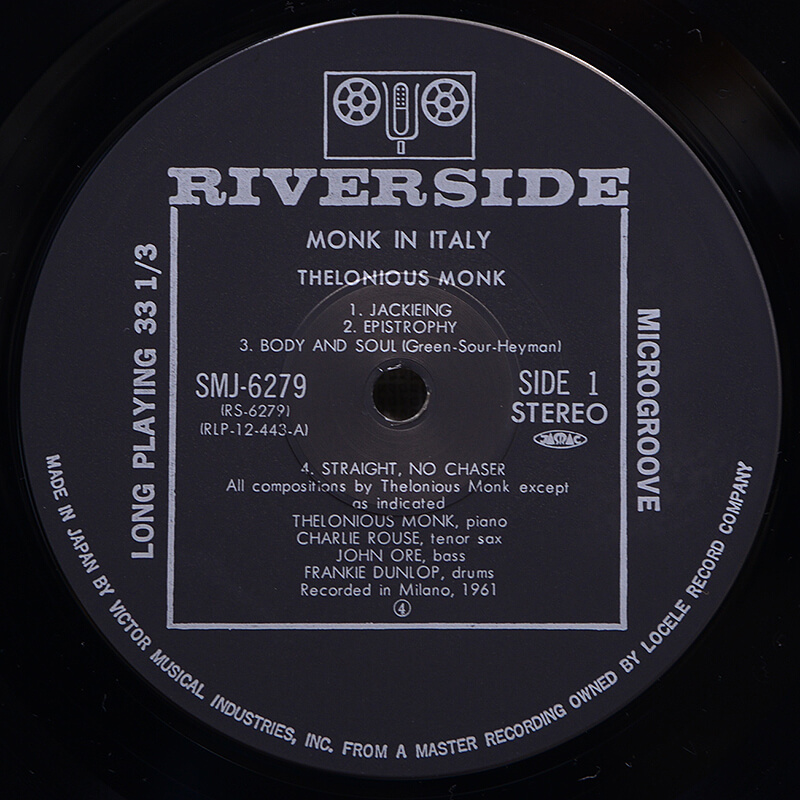 RIVERSIDE
MONK IN ITALY
THELONIOUS MONK
1. JACKIEING
2. EPISTROPHY
3. BODY AND SOUL (Green-Sour-Heyman)
SMJ-6279
(RS-6279)
(RLP-12-443-A)
SIDE 1
STEREO
JASRAC
4. STRAIGHT, NO CHASER
All compositions by Thelonious Monk except
as indicated
THELONIOUS MONK, piano
CHARLIE ROUSE, tenor sax
JOHN ORE, bass
FRANKIE DUNLOP, drums
Recorded in Milano, 1961
④
LONG PLAYING 33 1/3
MICROGROOVE
MADE IN JAPAN BY VICTOR MUSICAL INDUSTRIES, INC. FROM A MASTER RECORDING OWNED BY LOCELE RECORD COMPANY